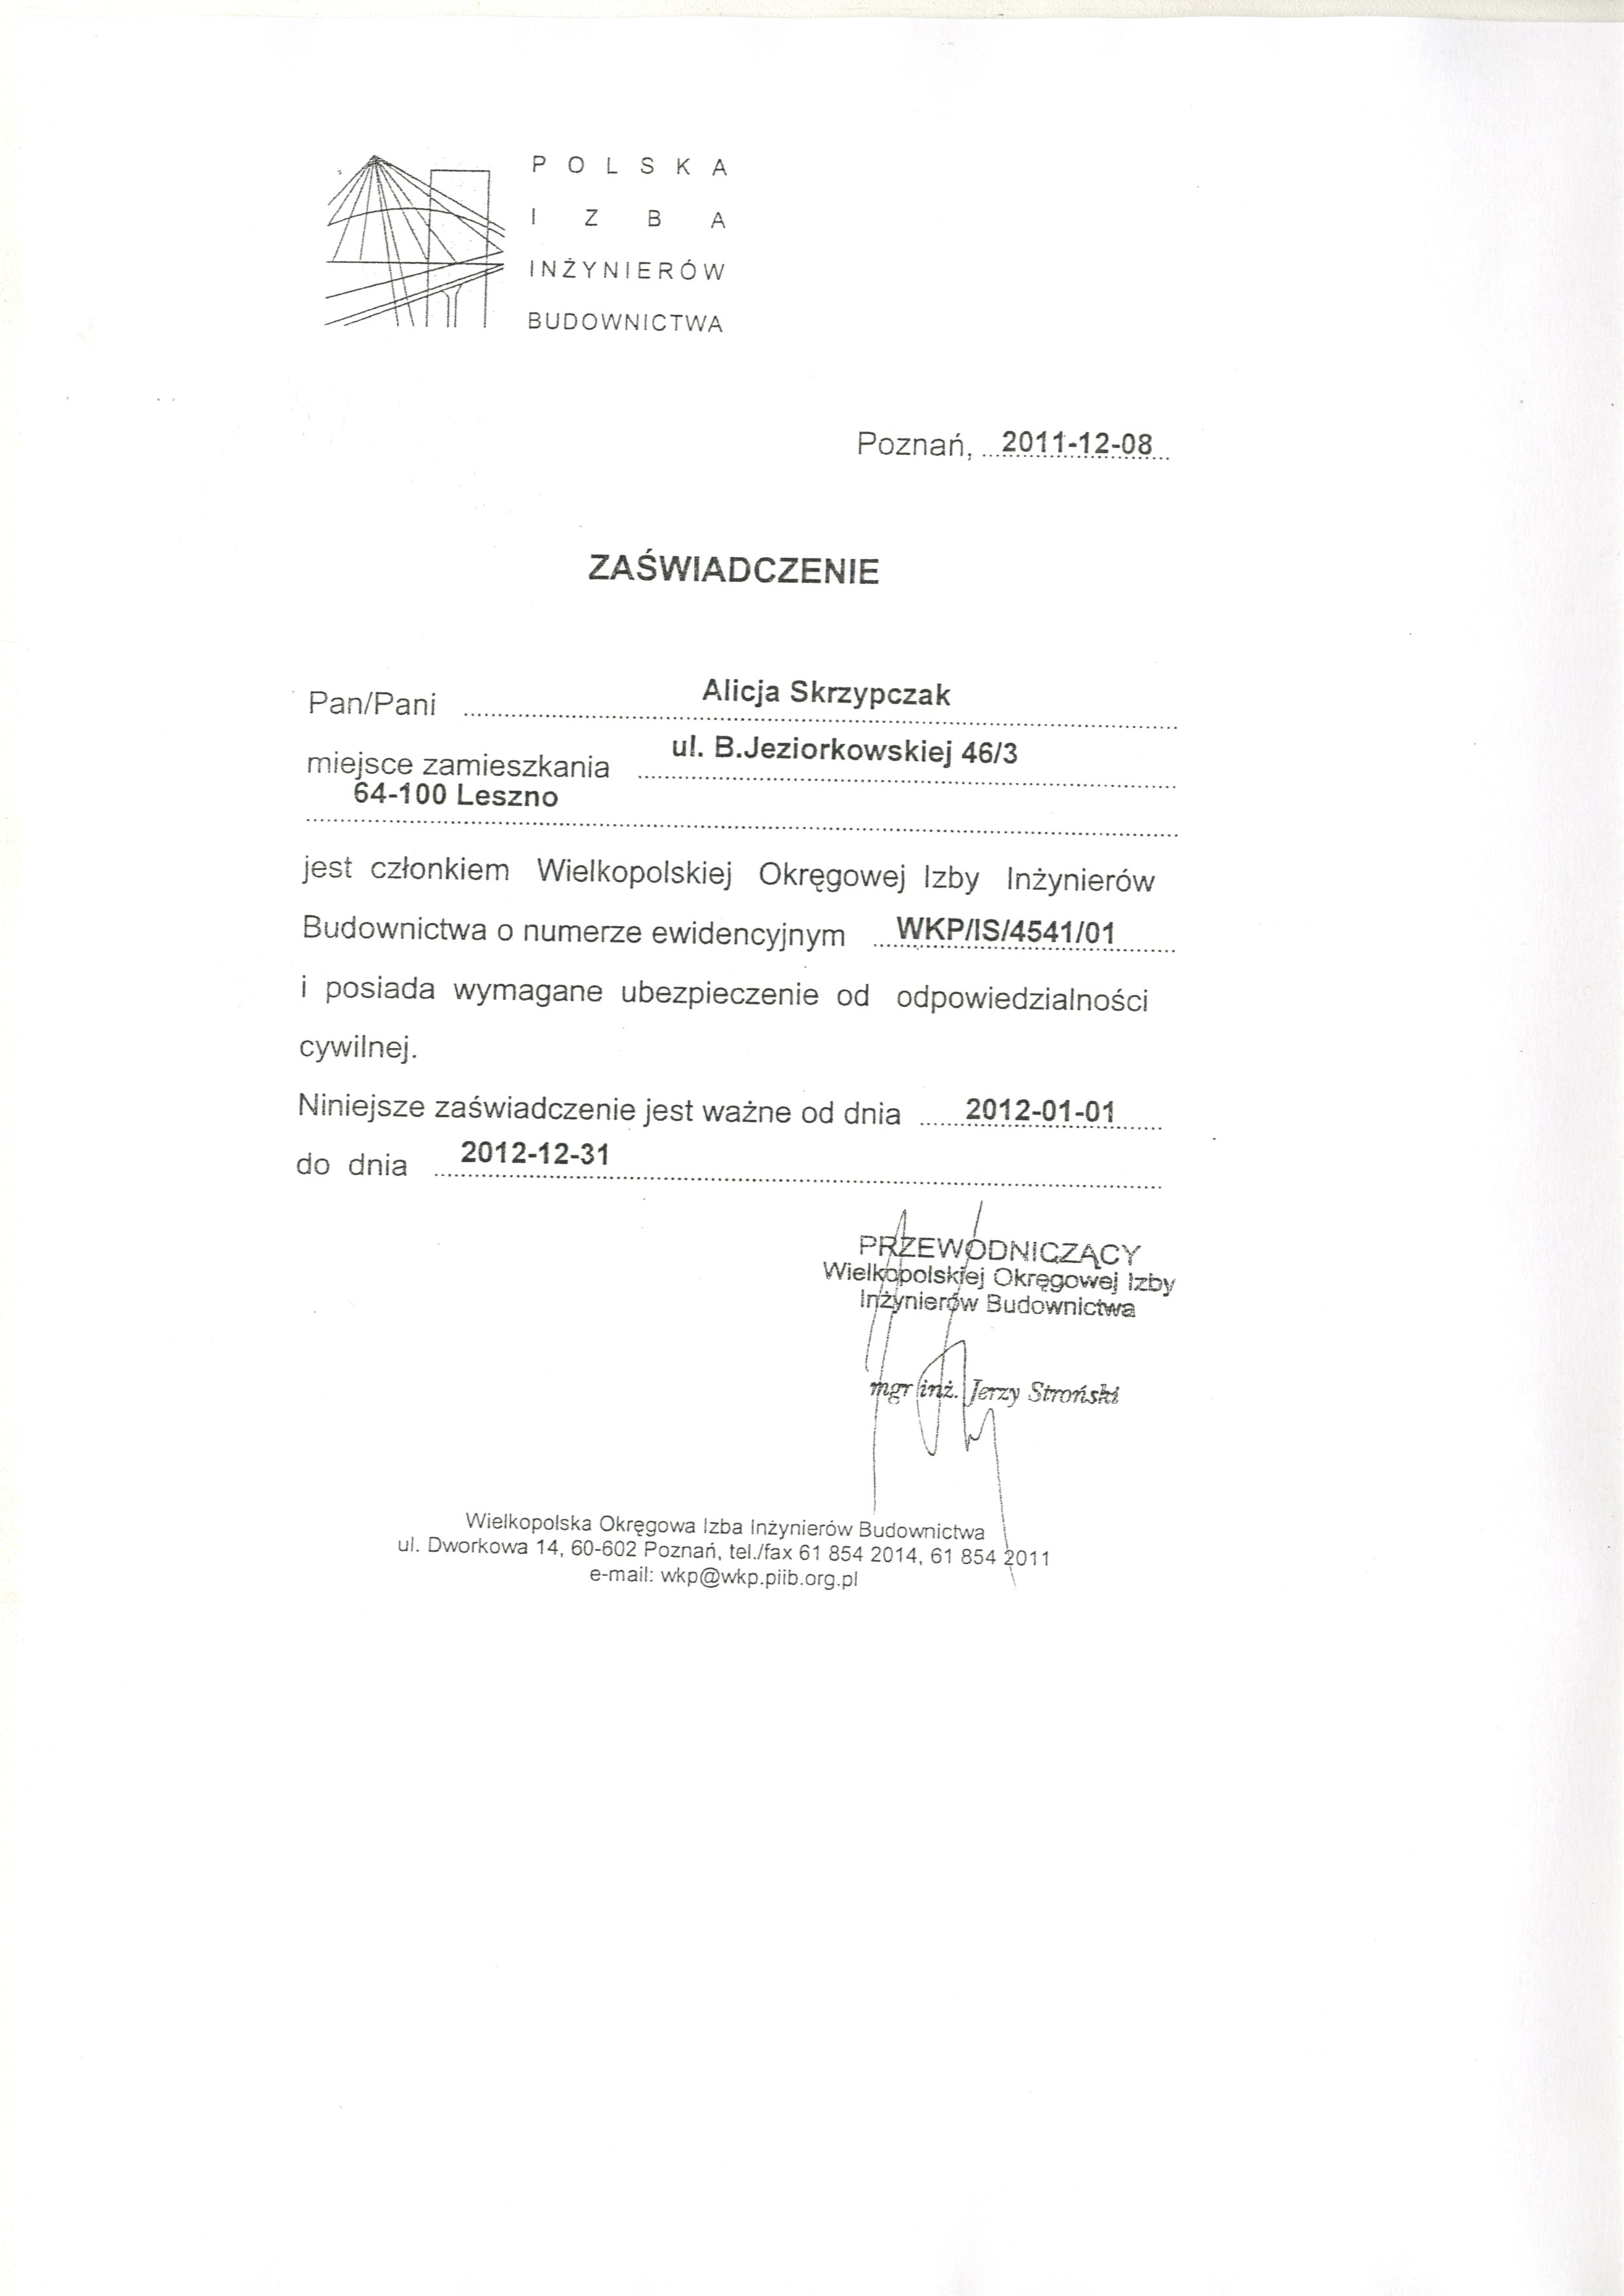 POLSKA
IZBA
INŻYNIERÓW
BUDOWNICTWA
Poznań, 2011-12-08
ZAŚWIADCZENIE
Pan/Pani Alicja Skrzypczak
miejsce zamieszkania ul. B.Jeziorkowskiej 46/3
64-100 Leszno
jest członkiem Wielkopolskiej Okręgowej Izby Inżynierów
Budownictwa o numerze ewidencyjnym WKP/IS/4541/01
i posiada wymagane ubezpieczenie od odpowiedzialności
cywilnej.
Niniejsze zaświadczenie jest ważne od dnia 2012-01-01
do dnia 2012-12-31
PRZEWODNICZĄCY
Wielkopolskiej Okręgowej Izby
Inżynierów Budownictwa
mgr inż. Jerzy Stroński
Wielkopolska Okręgowa Izba Inżynierów Budownictwa
ul. Dworkowa 14, 60-602 Poznań, tel./fax 61 854 2014, 61 854 2011
e-mail: wkp@wkp.piib.org.pl